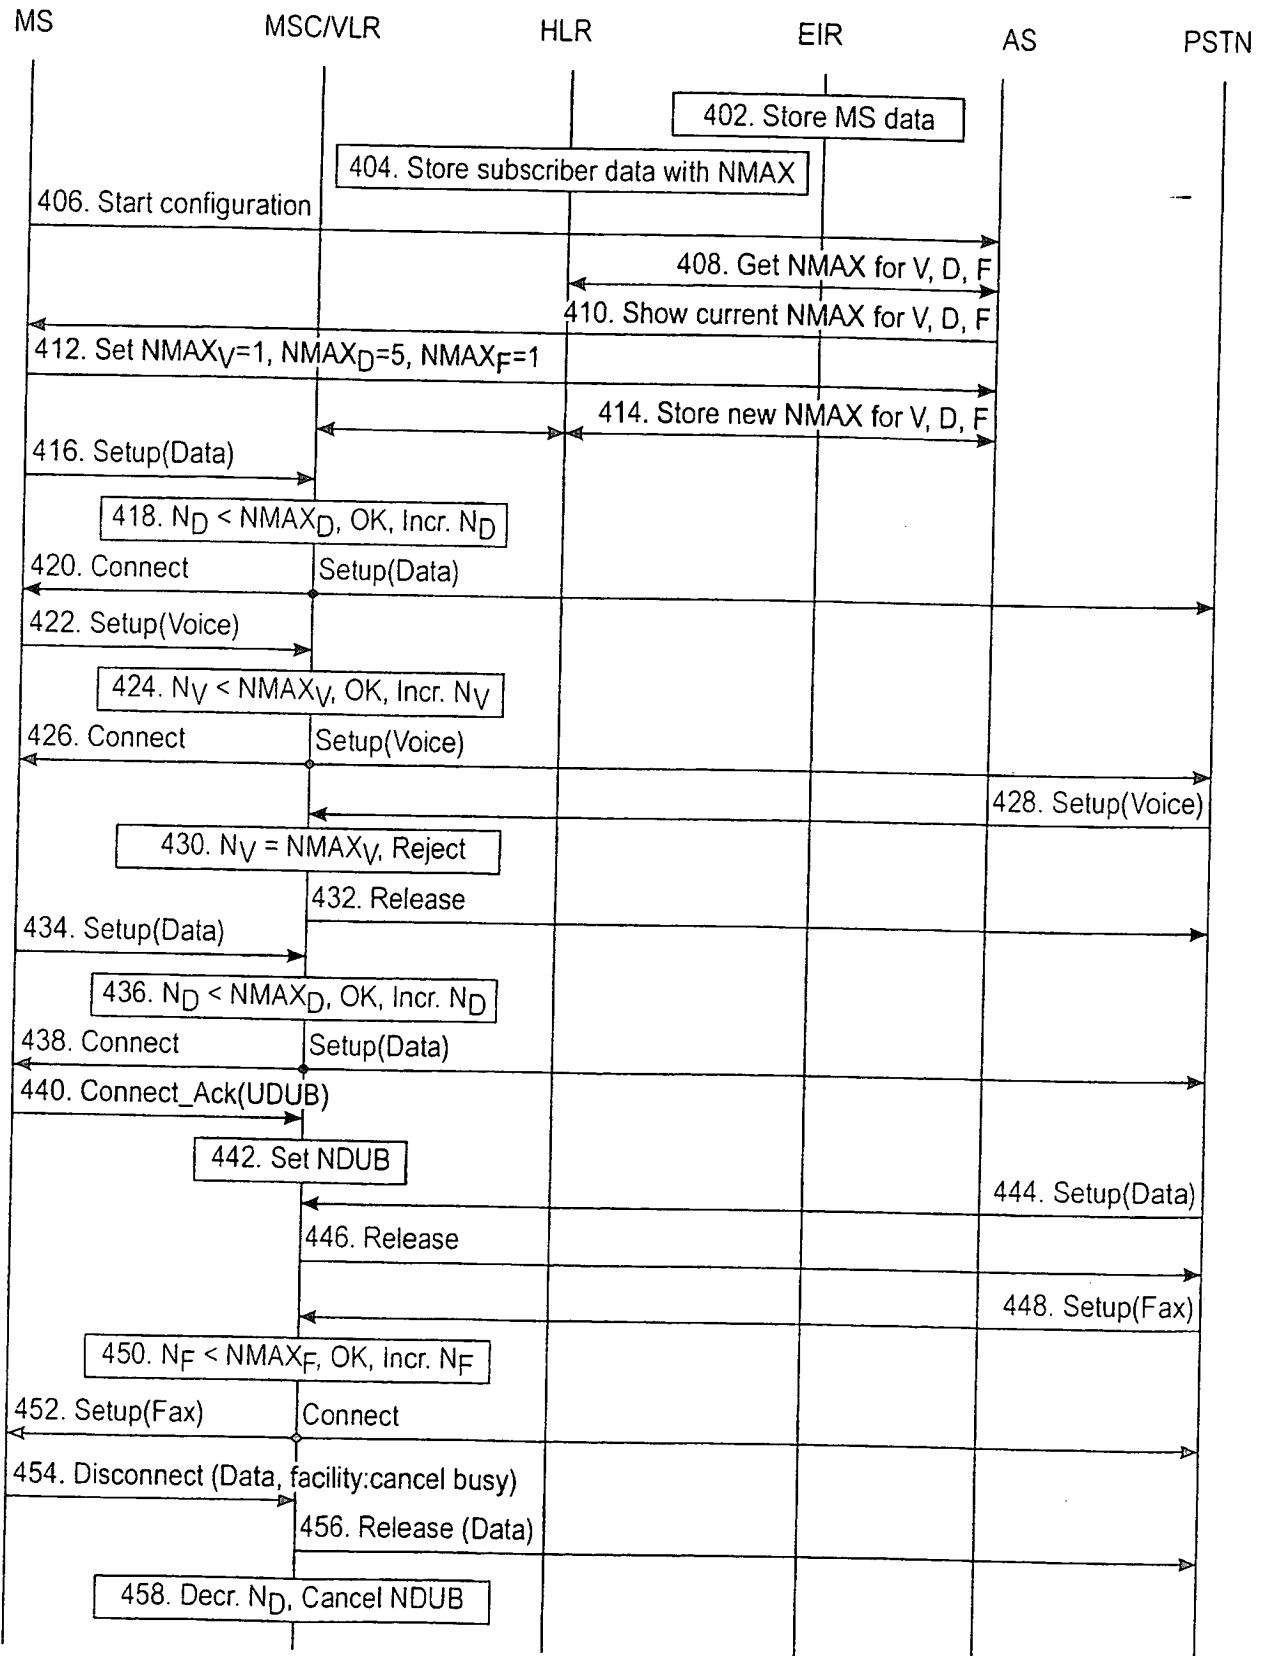 MS MSC/VLR HLR EIR AS PSTN
402. Store MS data
404. Store subscriber data with NMAX
406. Start configuration
408. Get NMAX for V, D, F
410. Show current NMAX for V, D, F
412. Set NMAXV=1, NMAXD=5, NMAXF=1
414. Store new NMAX for V, D, F
416. Setup(Data)
418. ND < NMAXD, OK, Incr. ND
420. Connect Setup(Data)
422. Setup(Voice)
424. NV < NMAXV, OK, Incr. NV
426. Connect Setup(Voice)
428. Setup(Voice)
430. NV = NMAXV, Reject
432. Release
434. Setup(Data)
436. ND < NMAXD, OK, Incr. ND
438. Connect Setup(Data)
440. Connect_Ack(UDUB)
442. Set NDUB
444. Setup(Data)
446. Release
448. Setup(Fax)
450. NF < NMAXF, OK, Incr. NF
452. Setup(Fax) Connect
454. Disconnect (Data, facility:cancel busy)
456. Release (Data)
458. Decr. ND, Cancel NDUB